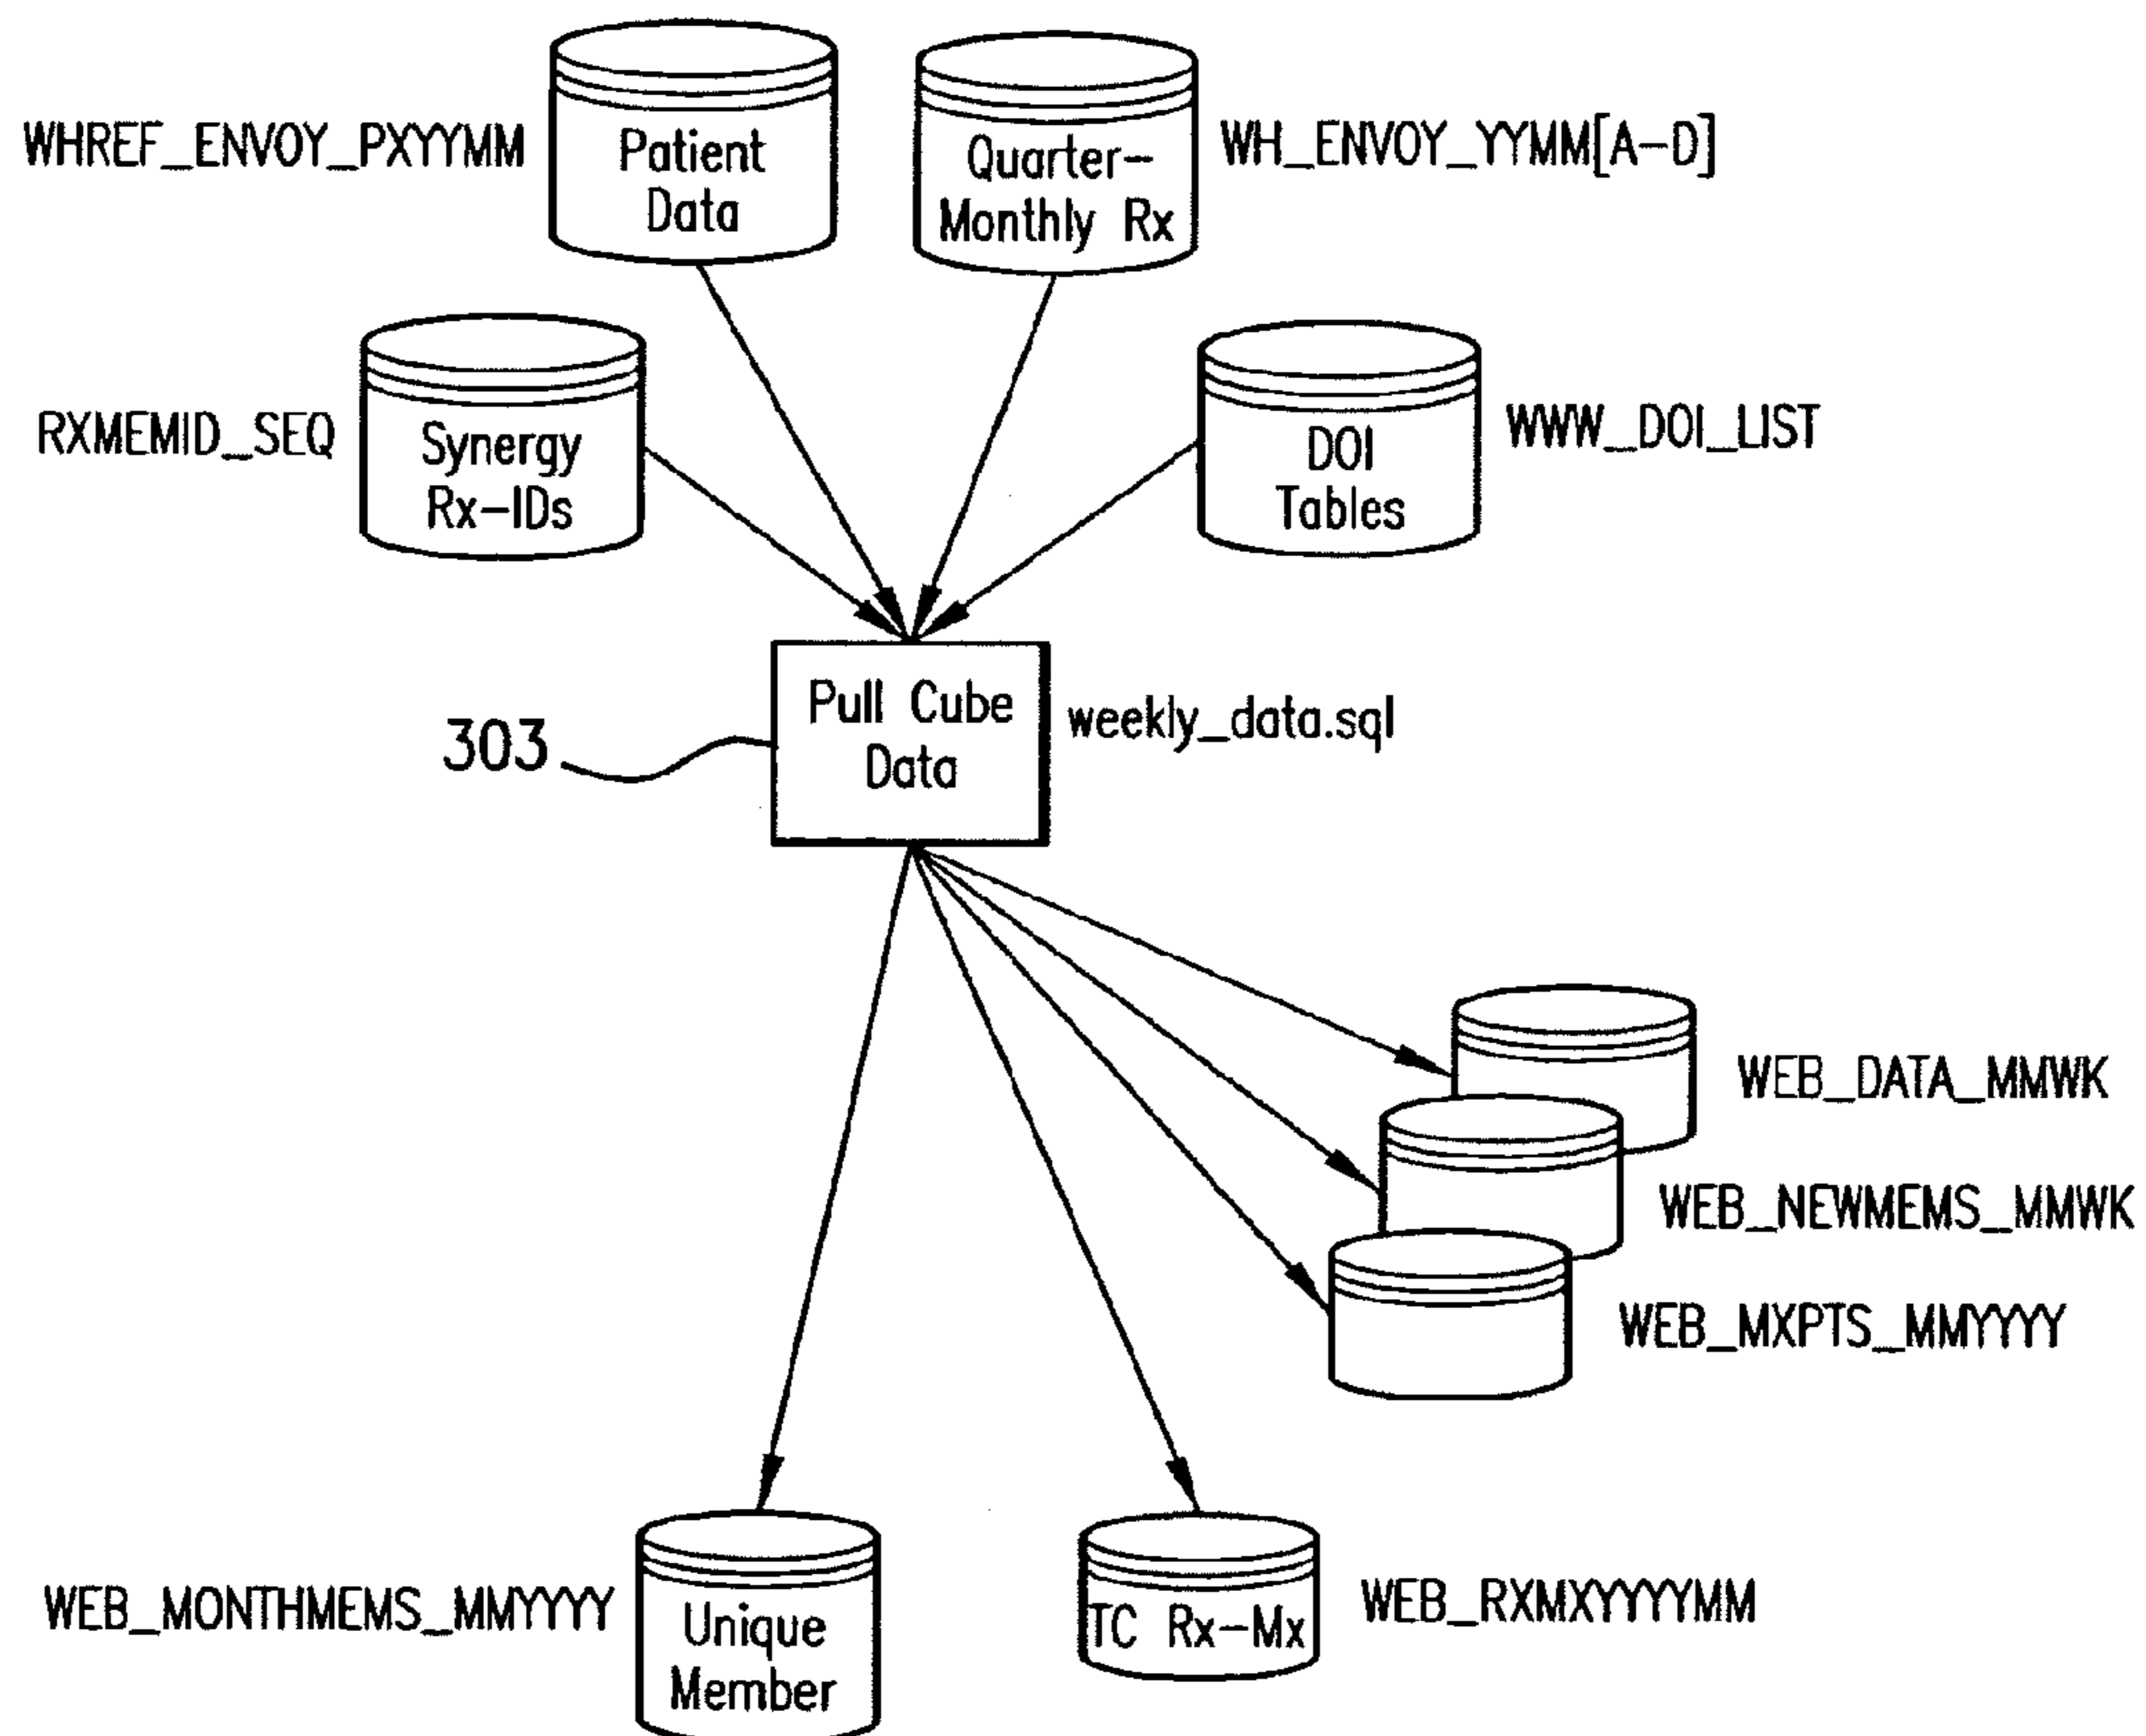 WHREF_ENVOY_PXYYMM
Patient
Data
Quarter-
Monthly Rx
WH_ENVOY_YYMM[A-D]
RXMEMID_SEQ
Synergy
Rx-IDs
DOI
Tables
WWW_DOI_LIST
303
Pull Cube
Data
weekly_data.sql
WEB_DATA_MMWK
WEB_NEWMEMS_MMWK
WEB_MXPTS_MMYYYY
WEB_MONTHMEMS_MMYYYY
Unique
Member
TC Rx-Mx
WEB_RXMXYYYYMM